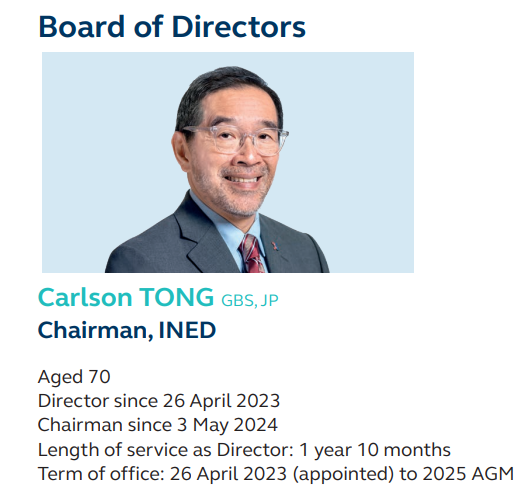 Board of Directors
Carlson TONG GBS, JP
Chairman, INED
Aged 70
Director since 26 April 2023
Chairman since 3 May 2024
Length of service as Director: 1 year 10 months
Term of office: 26 April 2023 (appointed) to 2025 AGM